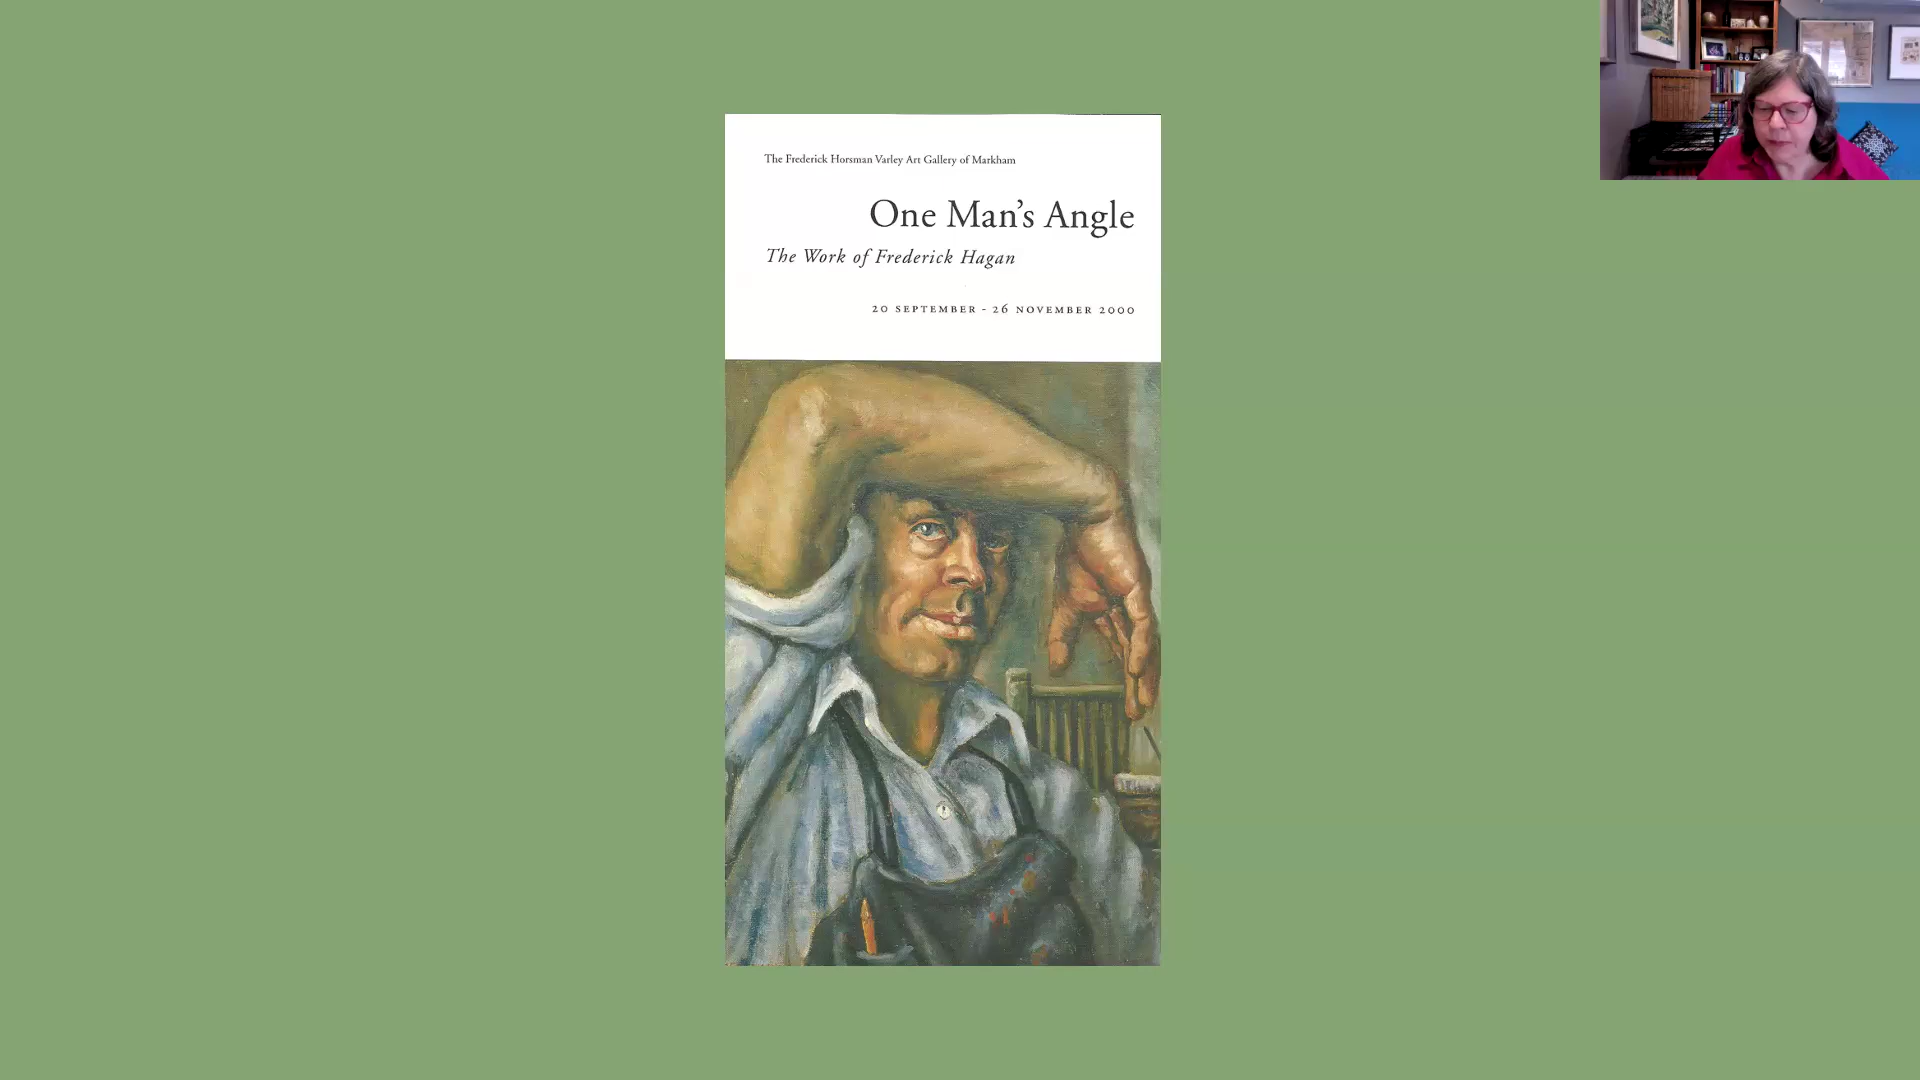 The Frederick Horsman Varley Art Gallery of Markham
One Man's Angle
The Work of Frederick Hagan
20 SEPTEMBER - 26 NOVEMBER 2000